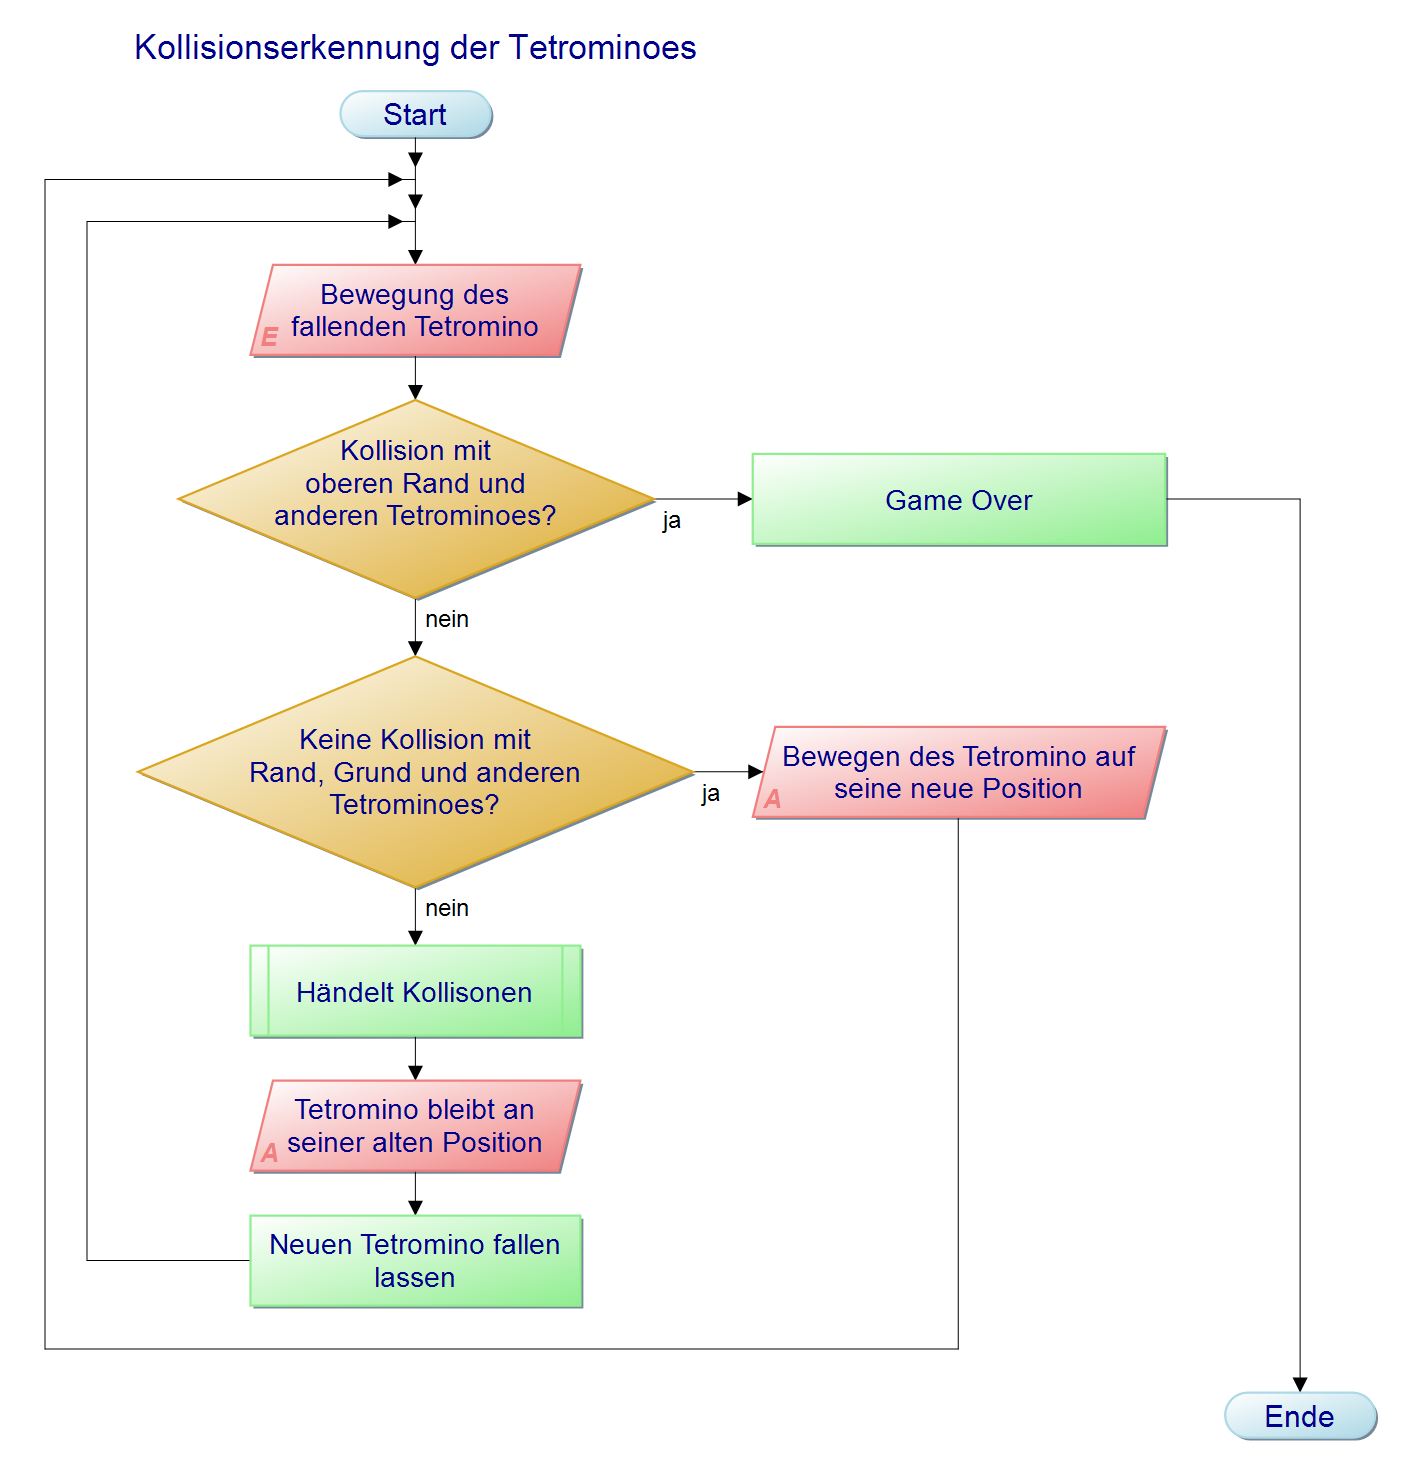 Kollisionserkennung der Tetrominoes
Start
Bewegung des
fallenden Tetromino
E
Kollision mit
oberen Rand und
anderen Tetrominoes?
ja
Game Over
nein
Keine Kollision mit
Rand, Grund und anderen
Tetrominoes?
ja
Bewegen des Tetromino auf
seine neue Position
A
nein
Händelt Kollisonen
Tetromino bleibt an
seiner alten Position
A
Neuen Tetromino fallen
lassen
Ende